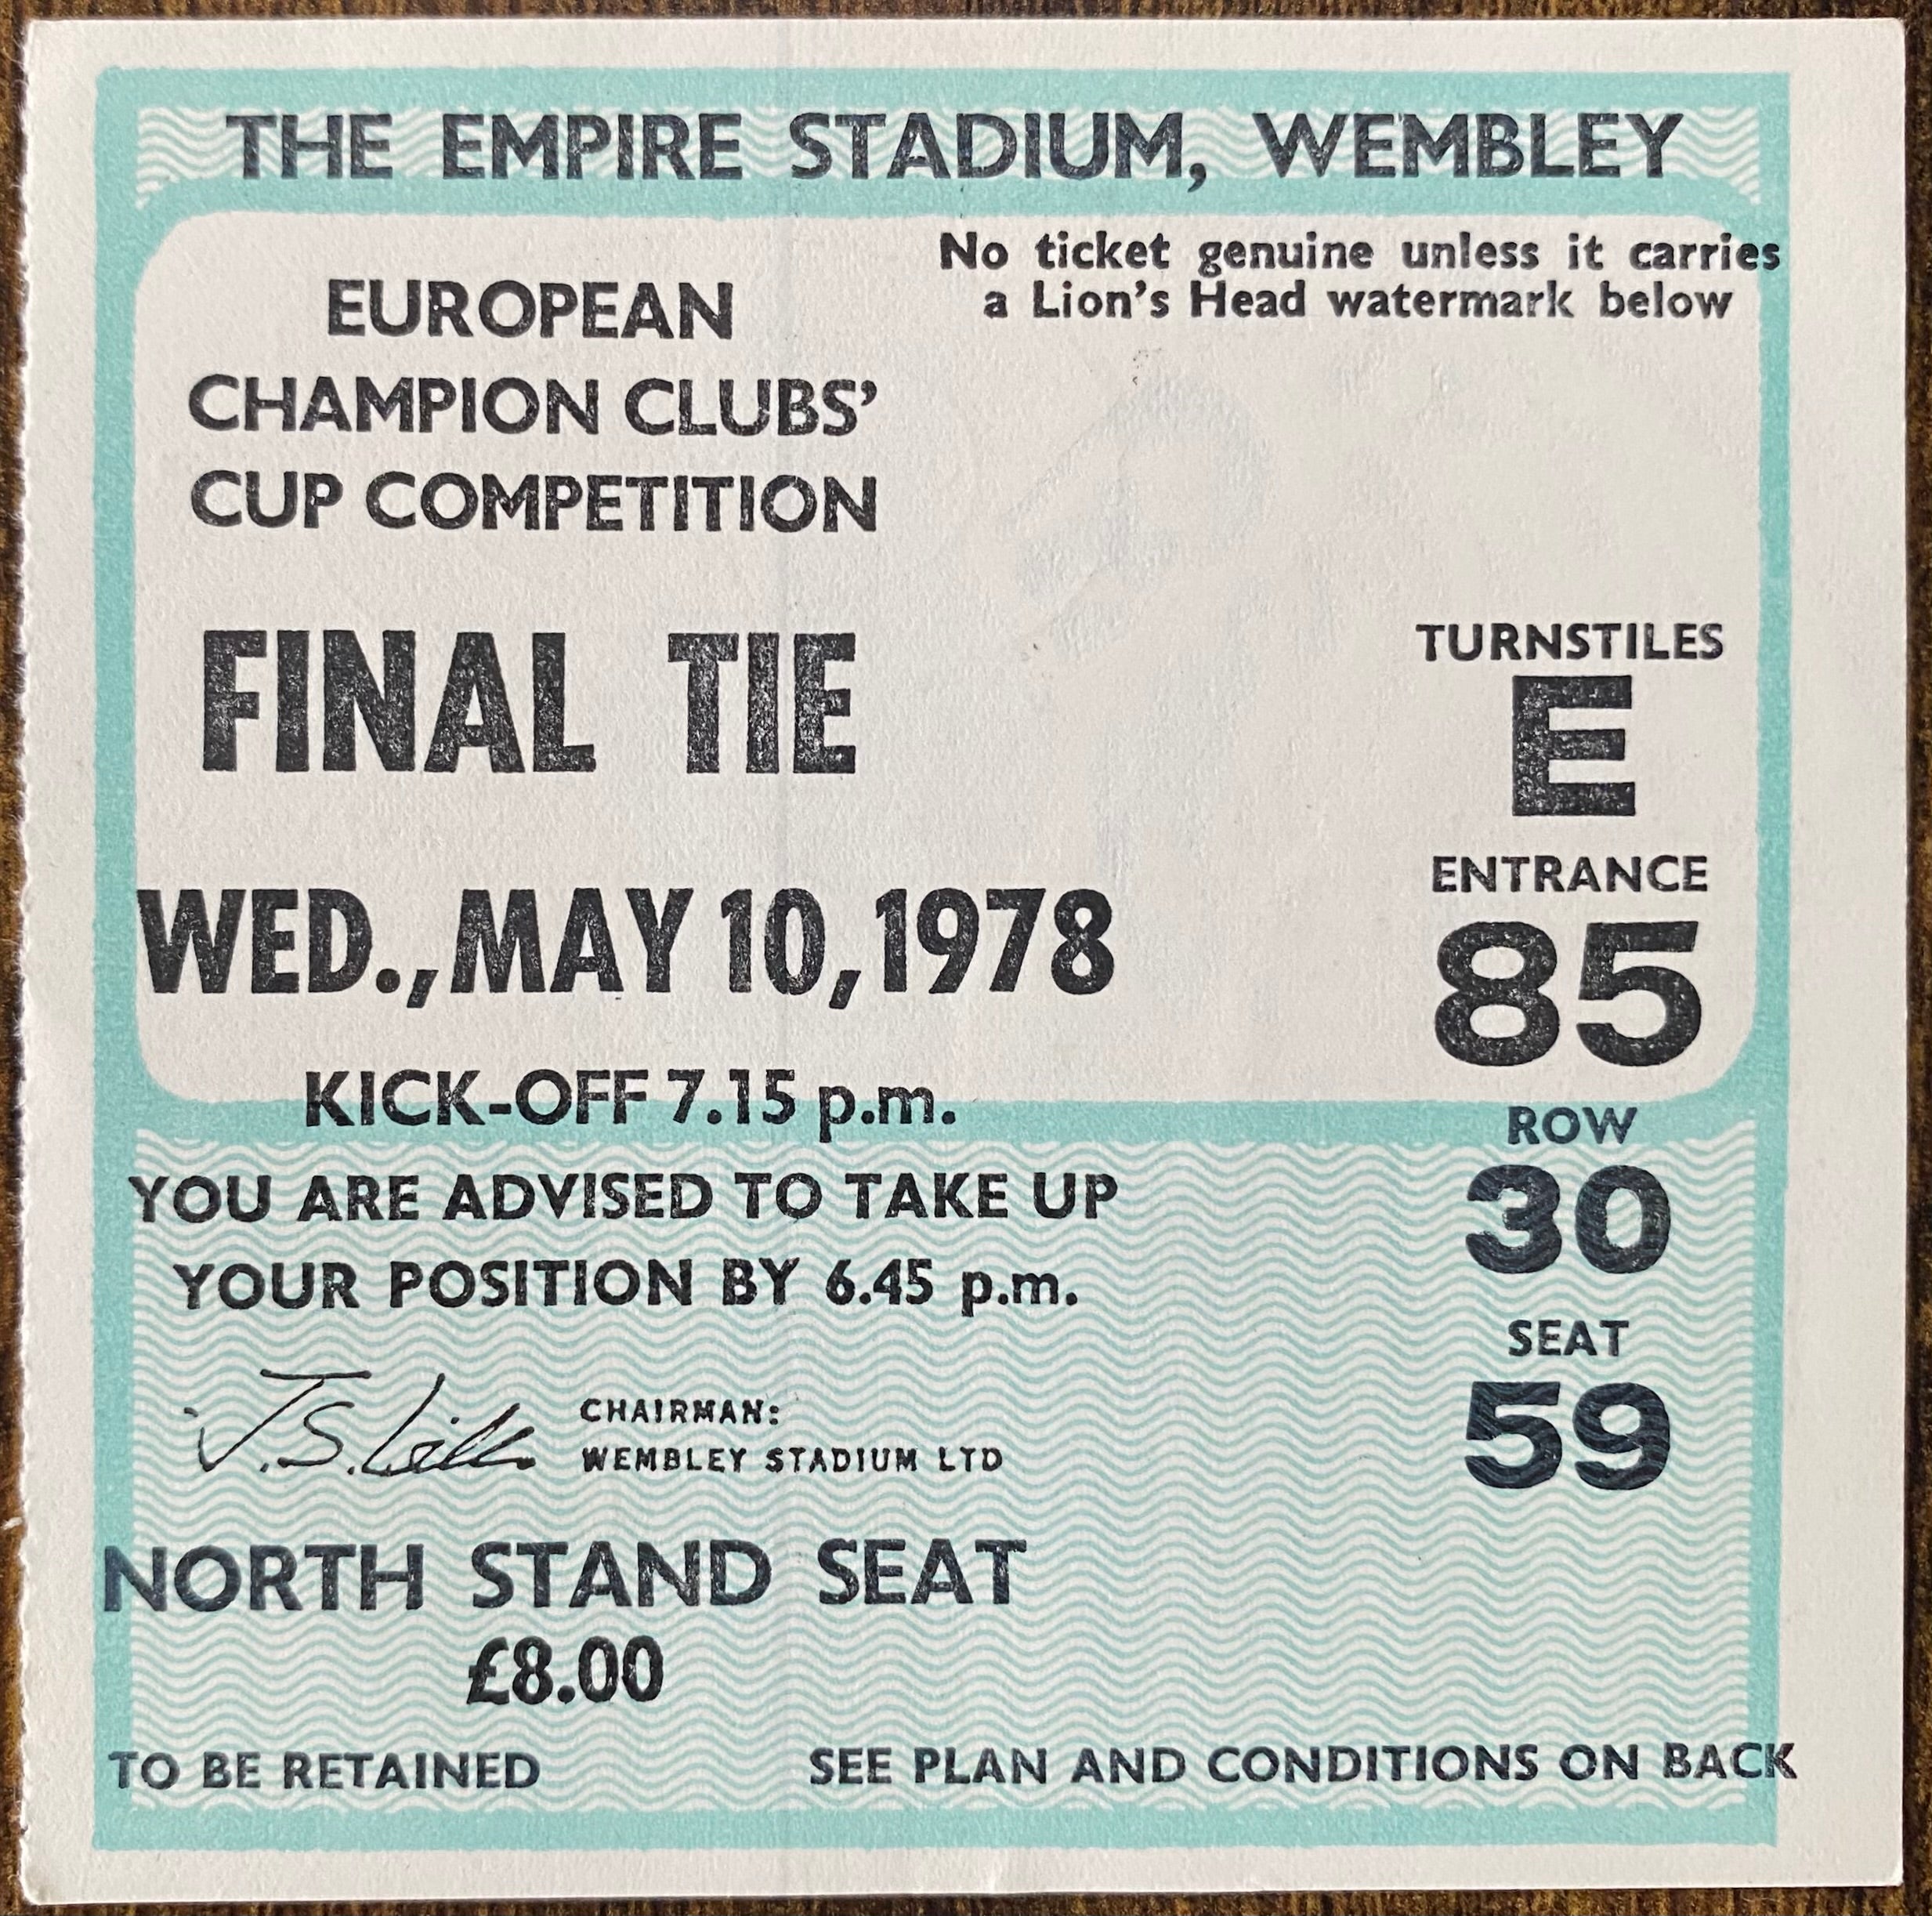 THE EMPIRE STADIUM, WEMBLEY
No ticket genuine unless it carries
a Lion's Head watermark below
EUROPEAN
CHAMPION CLUBS'
CUP COMPETITION
FINAL TIE
WED., MAY 10, 1978
KICK-OFF 7.15 p.m.
YOU ARE ADVISED TO TAKE UP
YOUR POSITION BY 6.45 p.m.
J.S.
CHAIRMAN:
WEMBLEY STADIUM LTD
NORTH STAND SEAT
£8.00
TO BE RETAINED
TURNSTILES
E
ENTRANCE
85
ROW
30
SEAT
59
SEE PLAN AND CONDITIONS ON BACK